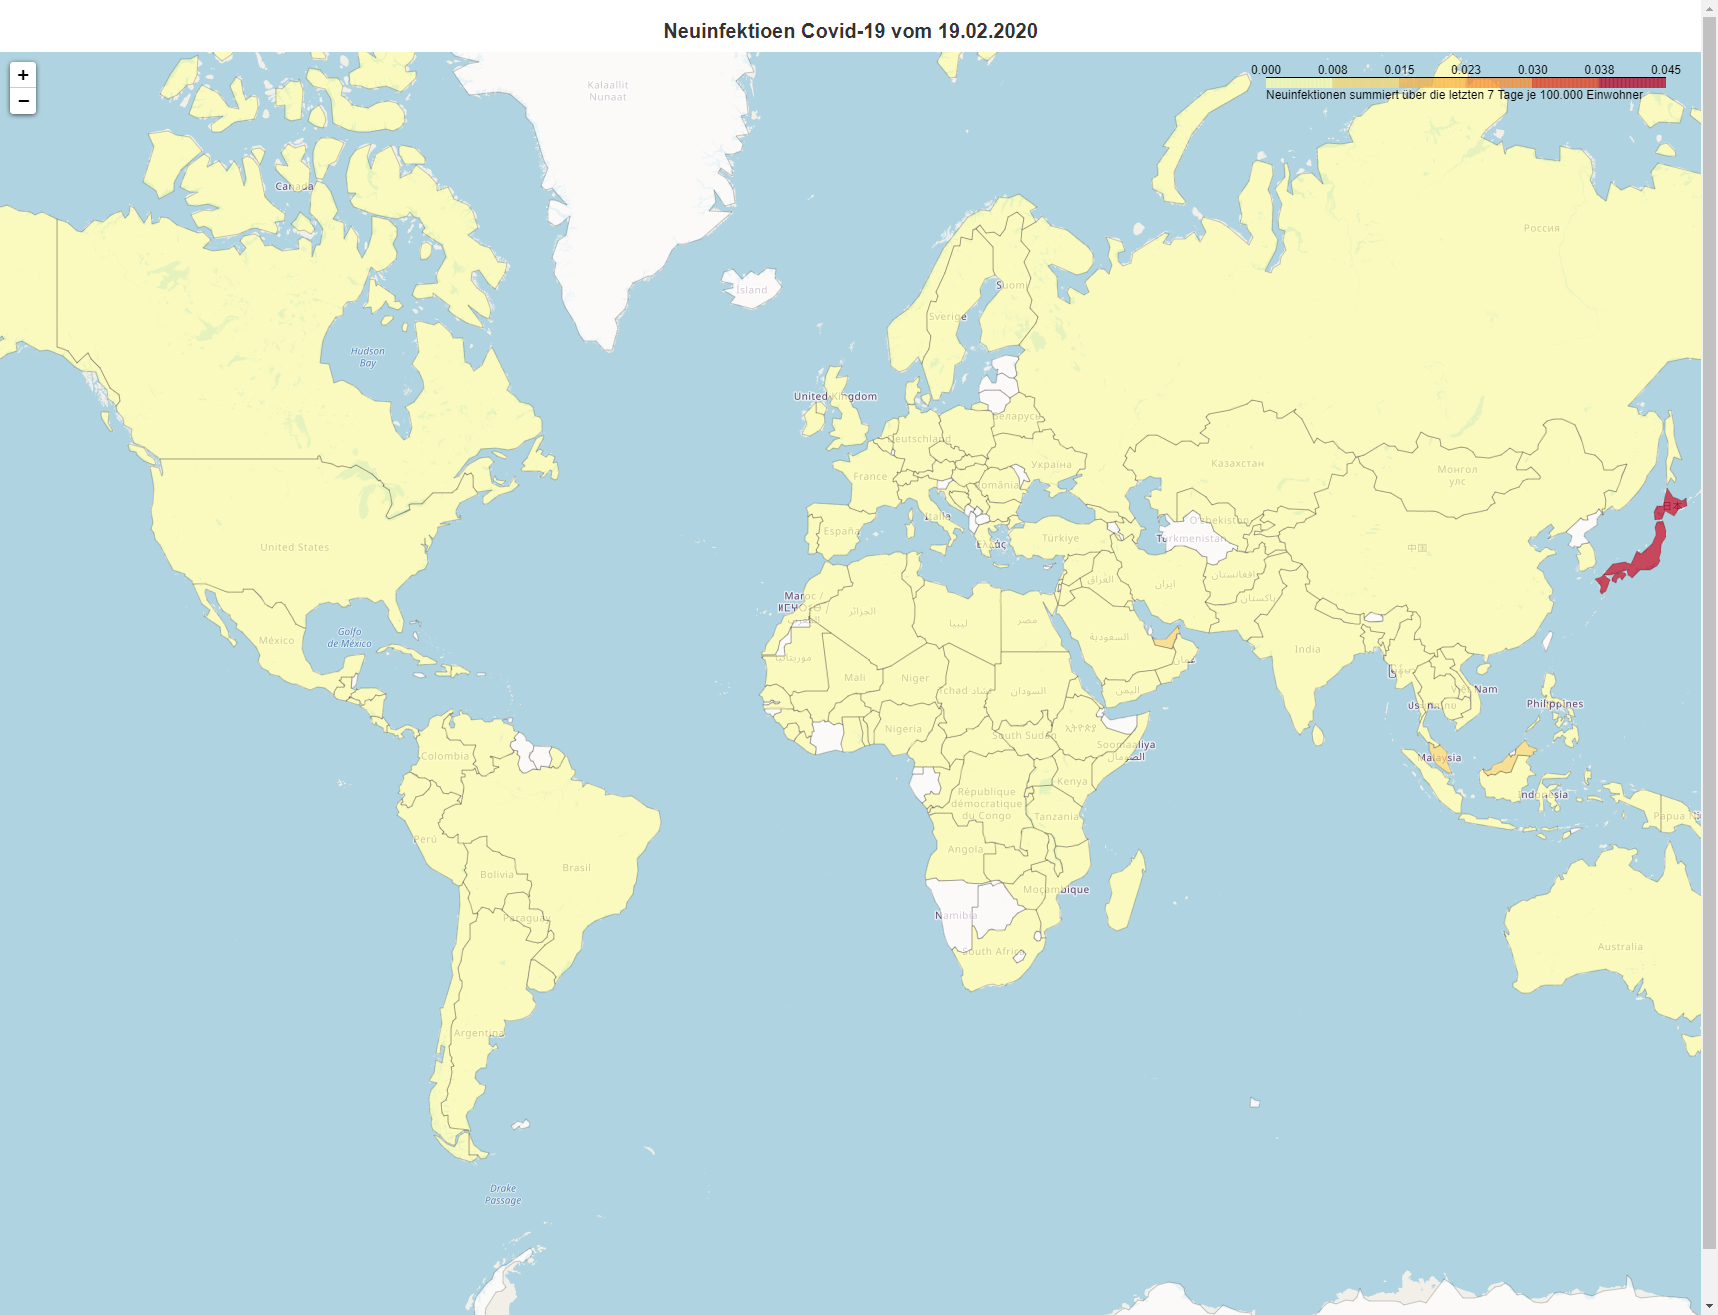 Neuinfektioen Covid-19 vom 19.02.2020
+
−
0.000 0.008 0.015 0.023 0.030 0.038 0.045
Neuinfektionen summiert über die letzten 7 Tage je 100.000 Einwohner
Kalaallit
Nunaat
Canada
Россия
Ísland
Suomi
Sverige
Hudson
Bay
United Kingdom
Беларусь
Deutschland
Україна
Казахстан
Монгол
улс
France
România
日本
Italia
Oʻzbekiston
España
United States
Türkiye
Ελλάς
Turkmenistan
中国
العراق
ایران
افغانستان
پاکستان
Maroc /
ⵍⵎⵖⵔⵉⴱ /
المغرب
الجزائر
ليبيا
مصر
Golfo
de México
México
السعودية
India
عمان
موريتانيا
Mali
Niger
Tchad تشاد
السودان
اليمن
Việt Nam
Philippines
Nigeria
South Sudan
Soomaaliya
الصومال
Colombia
Malaysia
Kenya
République
démocratique
du Congo
Indonesia
Tanzania
Papua N
Perú
Angola
Brasil
Bolivia
Moçambique
Namibia
Paraguay
South Africa
Australia
Argentina
Drake
Passage